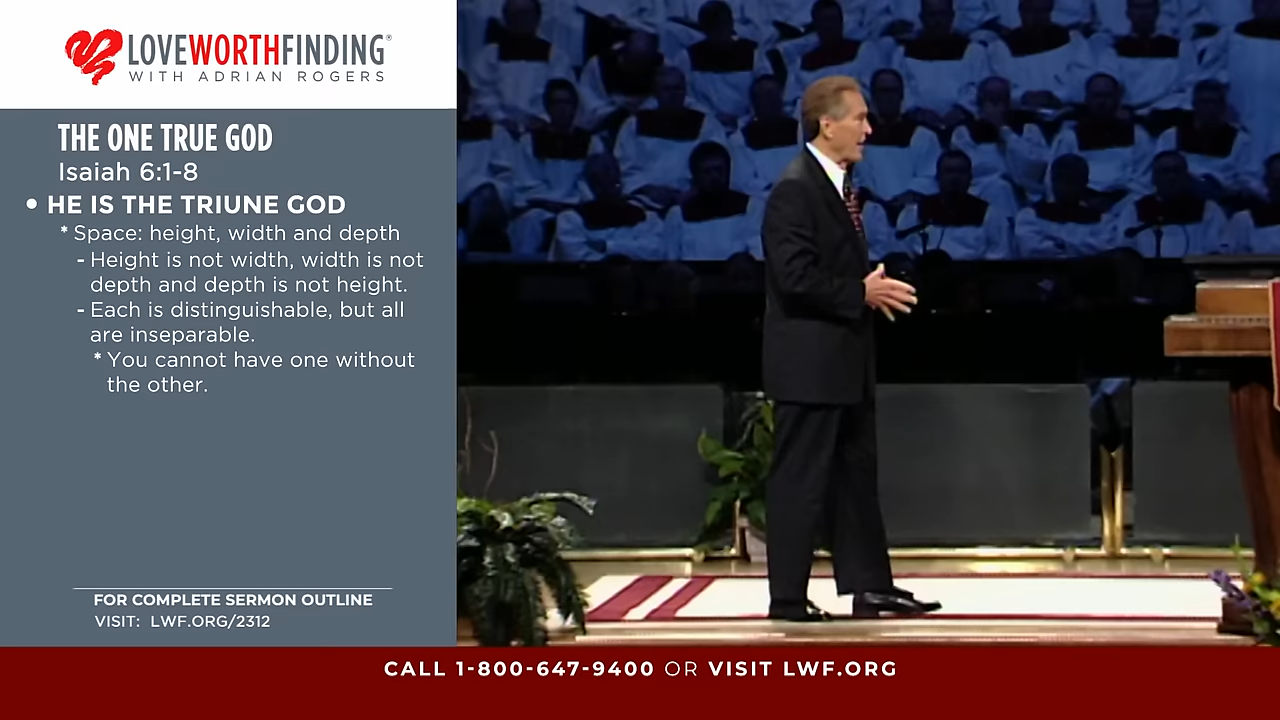 LOVEWORTHFINDING®
WITH ADRIAN ROGERS
THE ONE TRUE GOD
Isaiah 6:1-8
• HE IS THE TRIUNE GOD
* Space: height, width and depth
- Height is not width, width is not
depth and depth is not height.
- Each is distinguishable, but all
are inseparable.
* You cannot have one without
the other.
FOR COMPLETE SERMON OUTLINE
VISIT: LWF.ORG/2312
CALL 1-800-647-9400 OR VISIT LWF.ORG